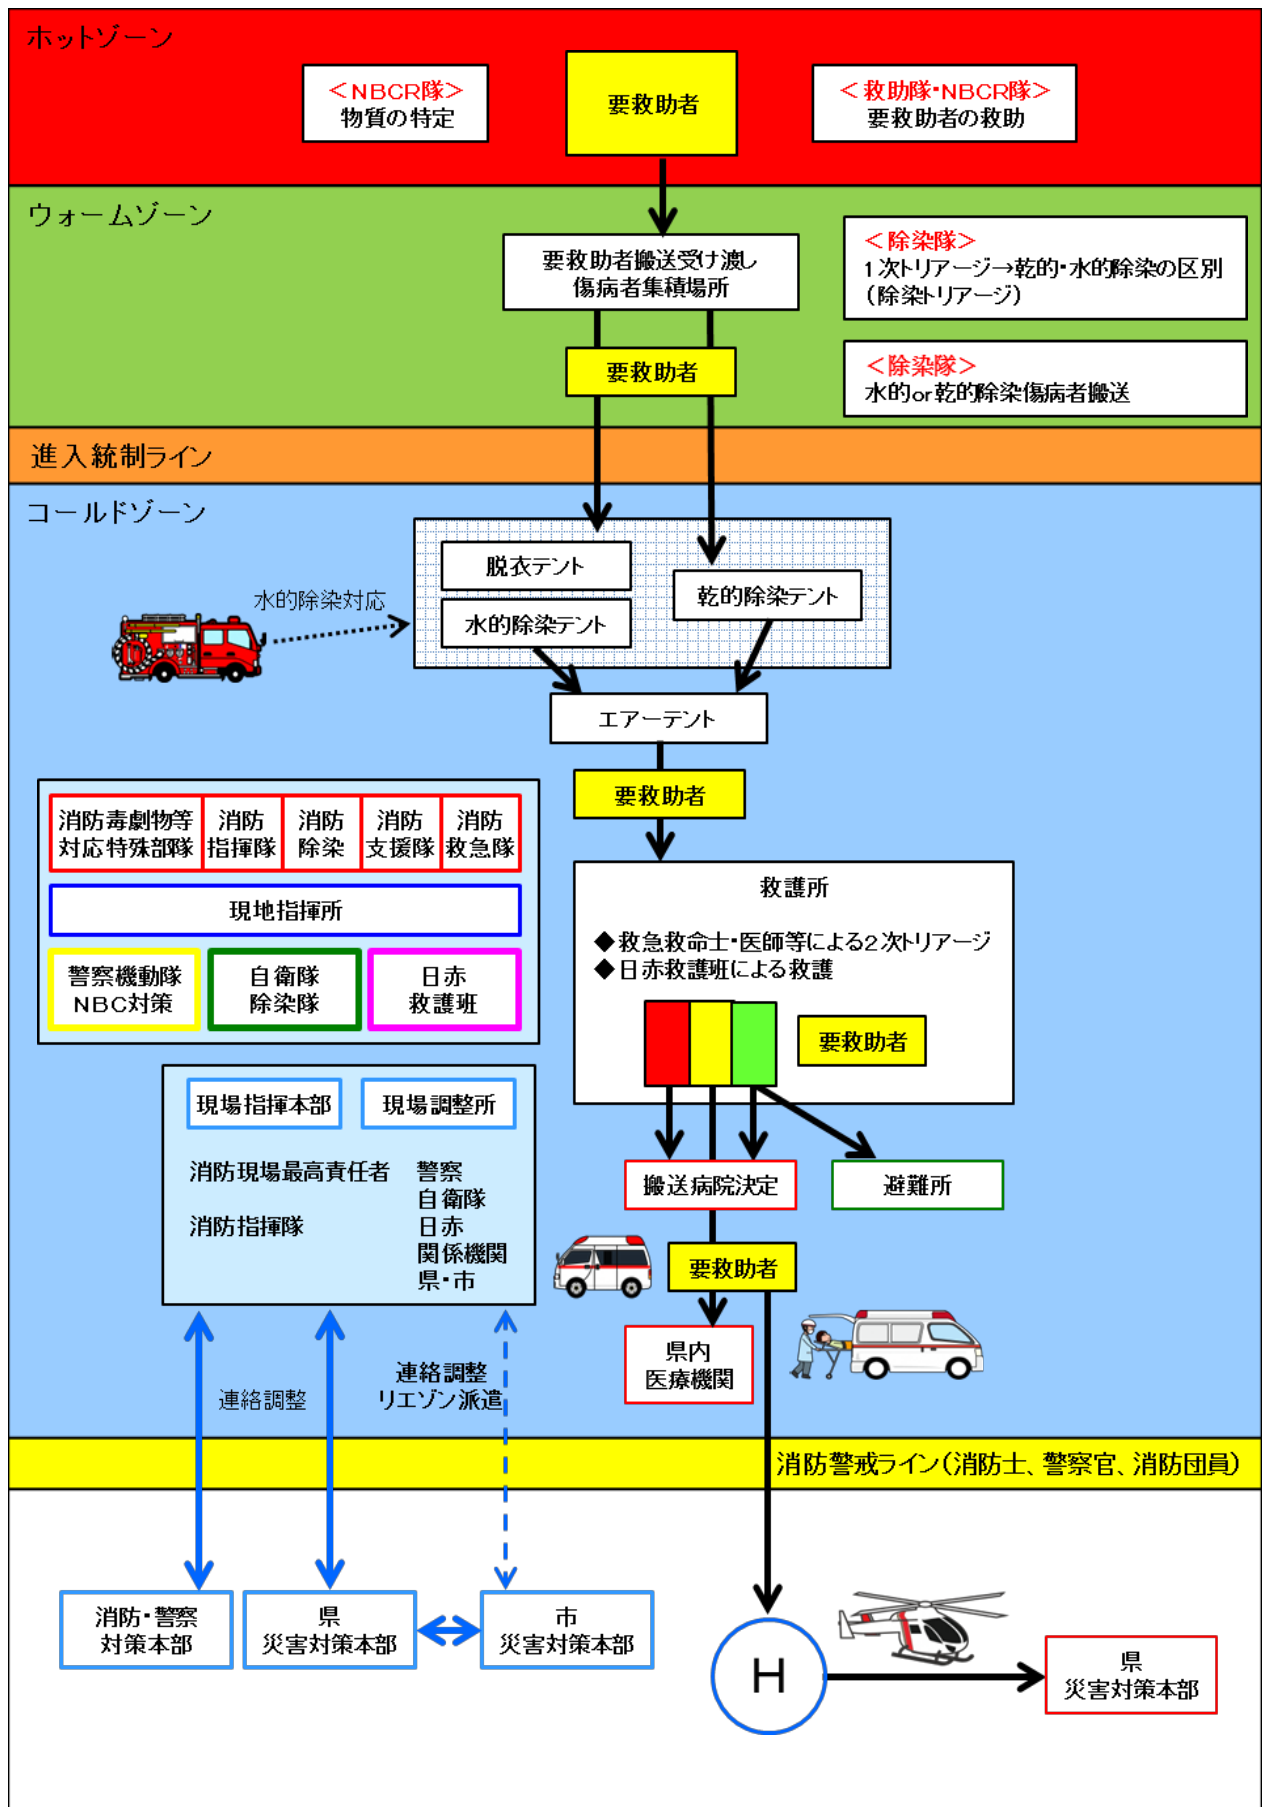 ホットゾーン
＜NBCR隊＞
物質の特定
要救助者
＜救助隊・NBCR隊＞
要救助者の救助
ウォームゾーン
要救助者搬送受け渡し
傷病者集積場所
＜除染隊＞
1次トリアージ→乾的・水的除染の区別
（除染トリアージ）
要救助者
＜除染隊＞
水的or乾的除染傷病者搬送
進入統制ライン
コールドゾーン
脱衣テント
水的除染テント
乾的除染テント
水的除染対応
エアーテント
要救助者
消防毒劇物等
対応特殊部隊
消防
指揮隊
消防
除染
消防
支援隊
消防
救急隊
現地指揮所
警察機動隊
NBC対策
自衛隊
除染隊
日赤
救護班
救護所
◆救急救命士・医師等による2次トリアージ
◆日赤救護班による救護
要救助者
現場指揮本部
現場調整所
消防現場最高責任者
消防指揮隊
警察
自衛隊
日赤
関係機関
県・市
搬送病院決定
避難所
要救助者
県内
医療機関
連絡調整
連絡調整
リエゾン派遣
消防警戒ライン（消防士、警察官、消防団員）
消防・警察
対策本部
県
災害対策本部
市
災害対策本部
H
県
災害対策本部